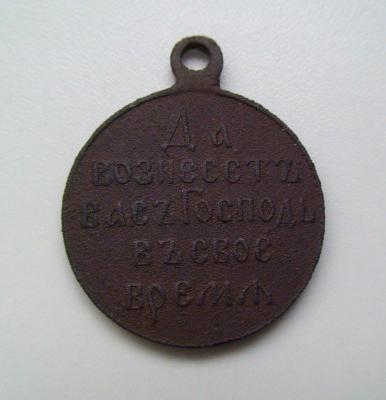 Да
вознесетъ
васъ Господь
въ свое
время